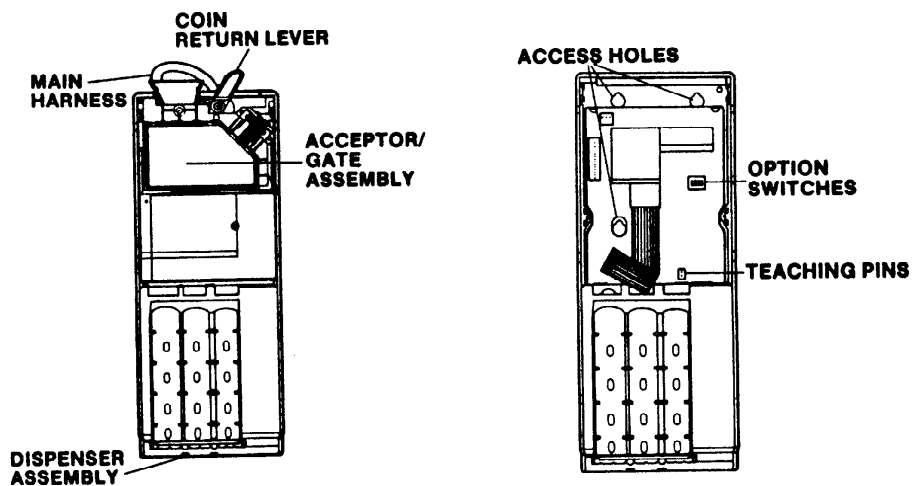 COIN
RETURN LEVER
MAIN
HARNESS
ACCEPTOR/
GATE
ASSEMBLY
DISPENSER
ASSEMBLY
ACCESS HOLES
OPTION
SWITCHES
TEACHING PINS